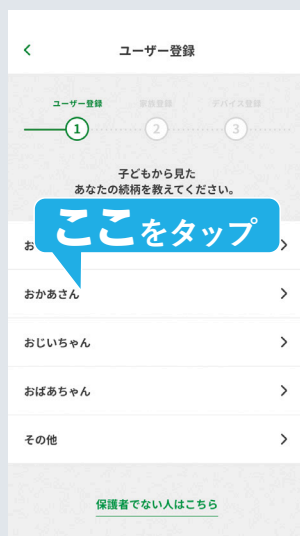 ユーザー登録
ユーザー登録 家族登録 デバイス登録
1 2 3
子どもから見た
あなたの続柄を教えてください。
ここをタップ
お
おかあさん
おじいちゃん
おばあちゃん
その他
保護者でない人はこちら